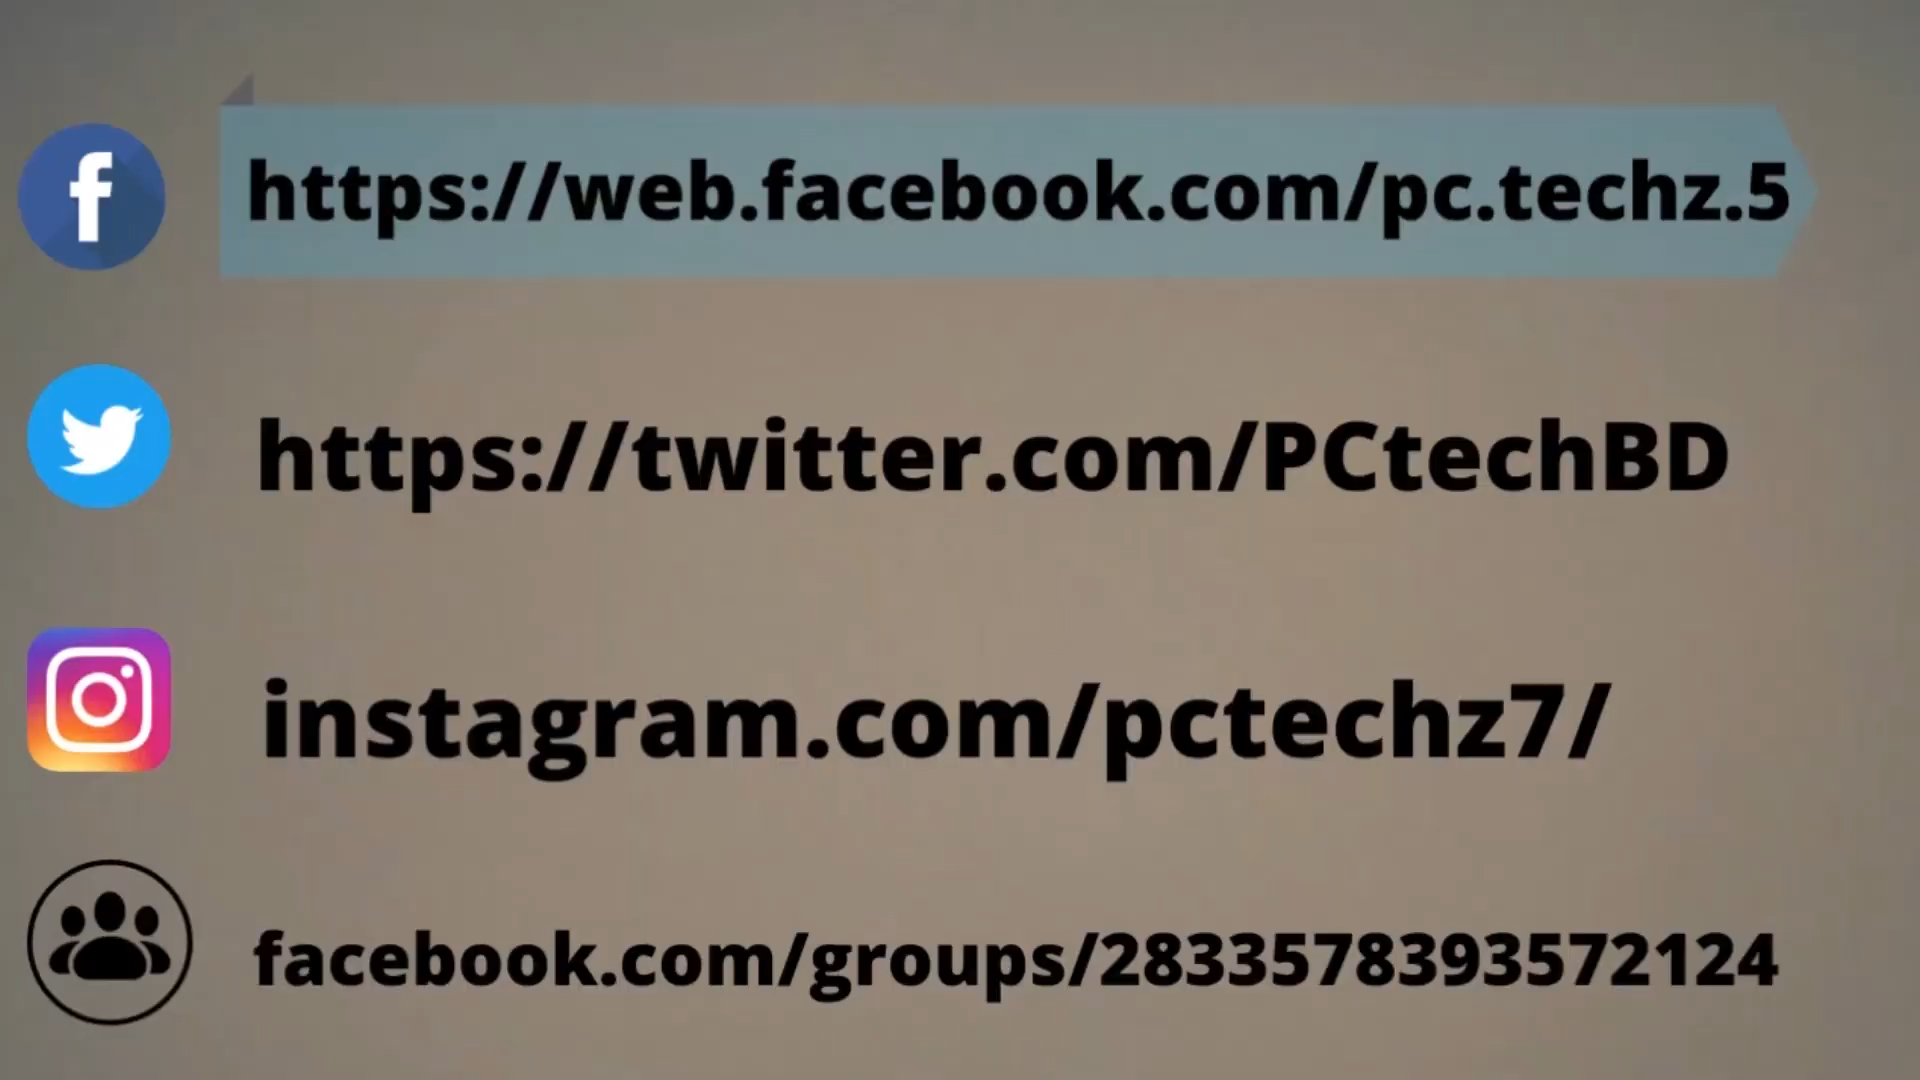 https://web.facebook.com/pc.techz.5
https://twitter.com/PCtechBD
instagram.com/pctechz7/
facebook.com/groups/2833578393572124